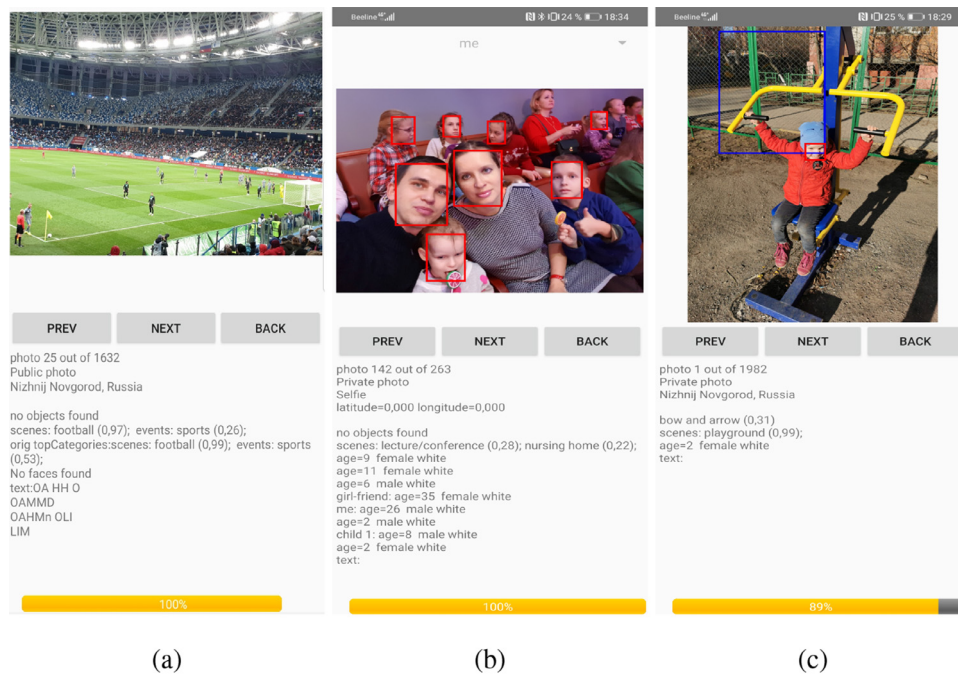 Beeline 18:34
24 %
Beeline 18:29
25 %
me
PREV NEXT BACK
photo 25 out of 1632
Public photo
Nizhnij Novgorod, Russia
no objects found
scenes: football (0,97); events: sports (0,26);
orig topCategories:scenes: football (0,99); events: sports
(0,53);
No faces found
text:OA HH O
OAMMD
OAHMn OLI
LIM
100%
PREV NEXT BACK
photo 142 out of 263
Private photo
Selfie
latitude=0,000 longitude=0,000
no objects found
scenes: lecture/conference (0,28); nursing home (0,22);
age=9 female white
age=11 female white
age=6 male white
girl-friend: age=35 female white
me: age=26 male white
age=2 male white
child 1: age=8 male white
age=2 female white
text:
100%
PREV NEXT BACK
photo 1 out of 1982
Private photo
Nizhnij Novgorod, Russia
bow and arrow (0,31)
scenes: playground (0,99);
age=2 female white
text:
89%
(a) (b) (c)